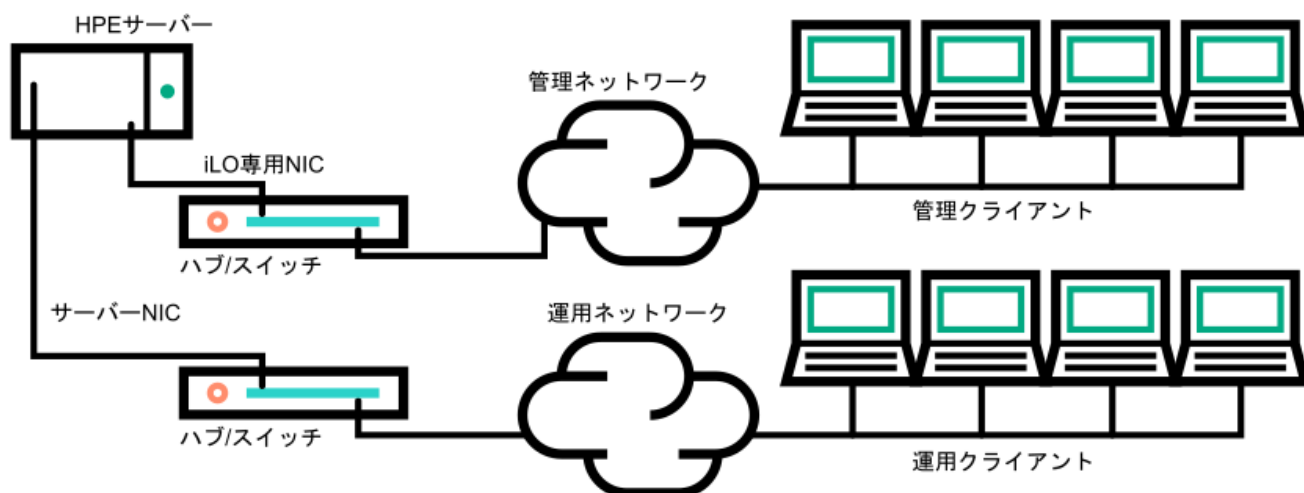 HPEサーバー
管理ネットワーク
iLO専用NIC
管理クライアント
ハブ/スイッチ
サーバーNIC
運用ネットワーク
ハブ/スイッチ
運用クライアント